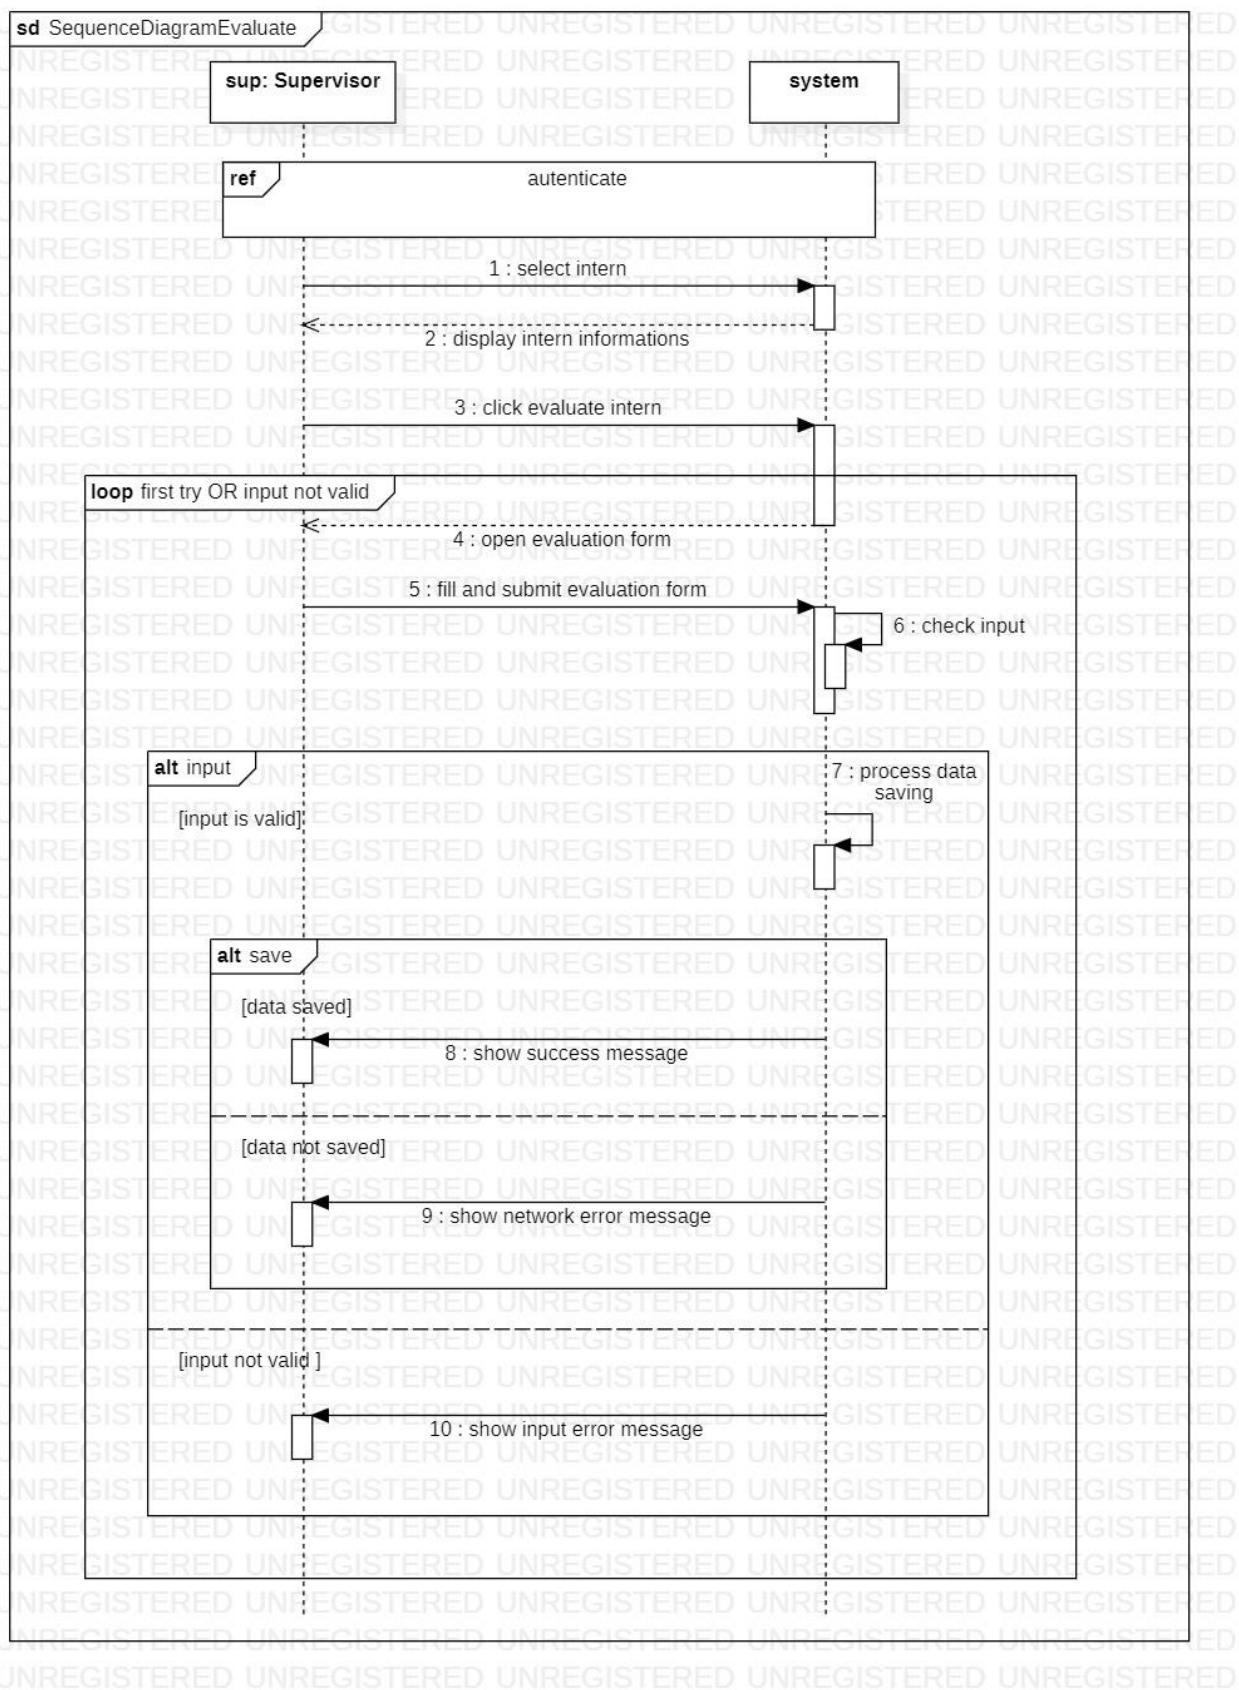 sd SequenceDiagramEvaluate
sup: Supervisor
system
ref
autenticate
1 : select intern
2 : display intern informations
3 : click evaluate intern
loop first try OR input not valid
4 : open evaluation form
5 : fill and submit evaluation form
6 : check input
alt input
7 : process data
saving
[input is valid]
alt save
[data saved]
8 : show success message
[data not saved]
9 : show network error message
[input not valid ]
10 : show input error message
UNREGISTERED UNREGISTERED UNREGISTERED UNREGISTERED UNREGISTERED